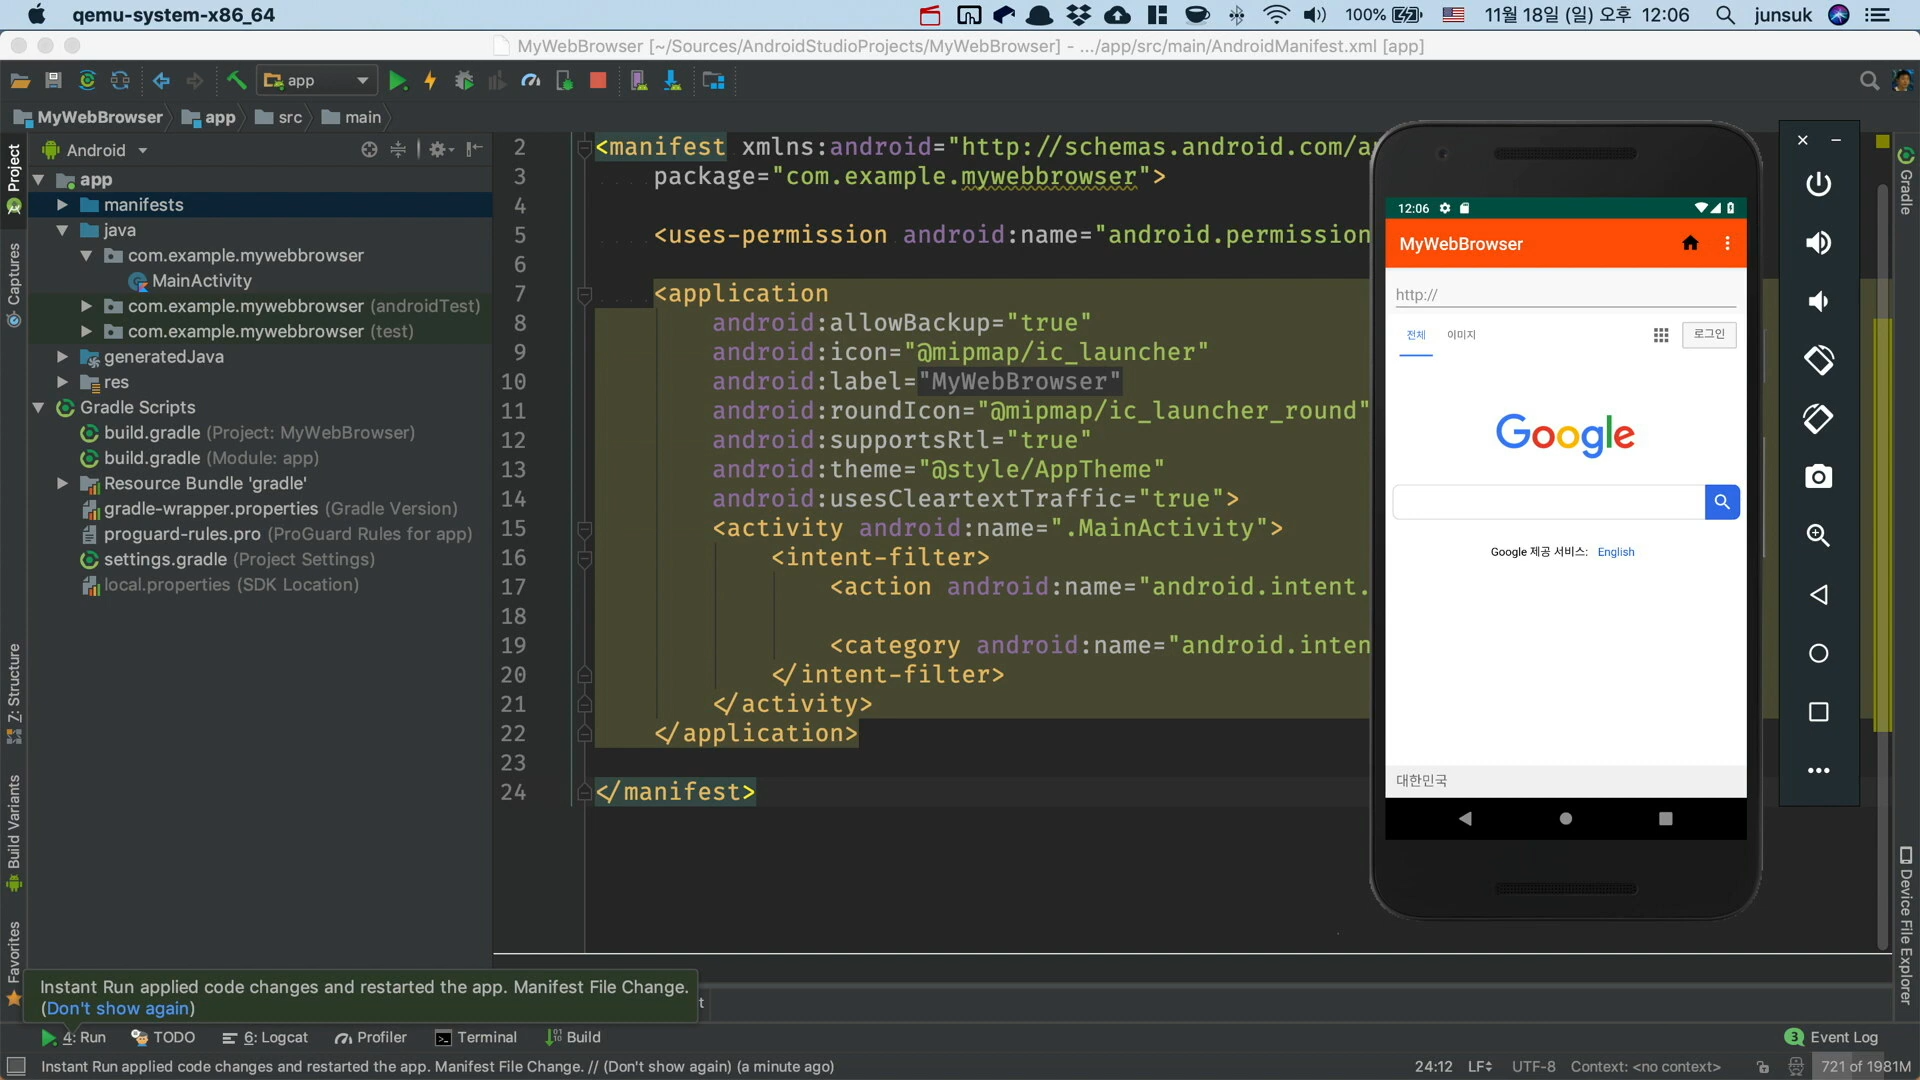 qemu-system-x86_64
100%
11월 18일 (일) 오후 12:06
junsuk
MyWebBrowser [~/Sources/AndroidStudioProjects/MyWebBrowser] - .../app/src/main/AndroidManifest.xml [app]
app
MyWebBrowser app src main
Project
Captures
Z: Structure
Build Variants
Favorites
Android
app
manifests
java
com.example.mywebbrowser
MainActivity
com.example.mywebbrowser (androidTest)
com.example.mywebbrowser (test)
generatedJava
res
Gradle Scripts
build.gradle (Project: MyWebBrowser)
build.gradle (Module: app)
Resource Bundle 'gradle'
gradle-wrapper.properties (Gradle Version)
proguard-rules.pro (ProGuard Rules for app)
settings.gradle (Project Settings)
local.properties (SDK Location)
2 <manifest xmlns:android="http://schemas.android.com/a
3 package="com.example.mywebbrowser">
4
5 <uses-permission android:name="android.permission
6
7 <application
8 android:allowBackup="true"
9 android:icon="@mipmap/ic_launcher"
10 android:label="MyWebBrowser"
11 android:roundIcon="@mipmap/ic_launcher_round"
12 android:supportsRtl="true"
13 android:theme="@style/AppTheme"
14 android:usesCleartextTraffic="true">
15 <activity android:name=".MainActivity">
16 <intent-filter>
17 <action android:name="android.intent.
18
19 <category android:name="android.inten
20 </intent-filter>
21 </activity>
22 </application>
23
24 </manifest>
12:06
MyWebBrowser
http://
전체 이미지 로그인
Google
Google 제공 서비스: English
대한민국
Gradle
Device File Explorer
Instant Run applied code changes and restarted the app. Manifest File Change.
(Don't show again)
t
4: Run TODO 6: Logcat Profiler Terminal Build 3 Event Log
Instant Run applied code changes and restarted the app. Manifest File Change. // (Don't show again) (a minute ago) 24:12 LF UTF-8 Context: <no context> 721 of 1981M